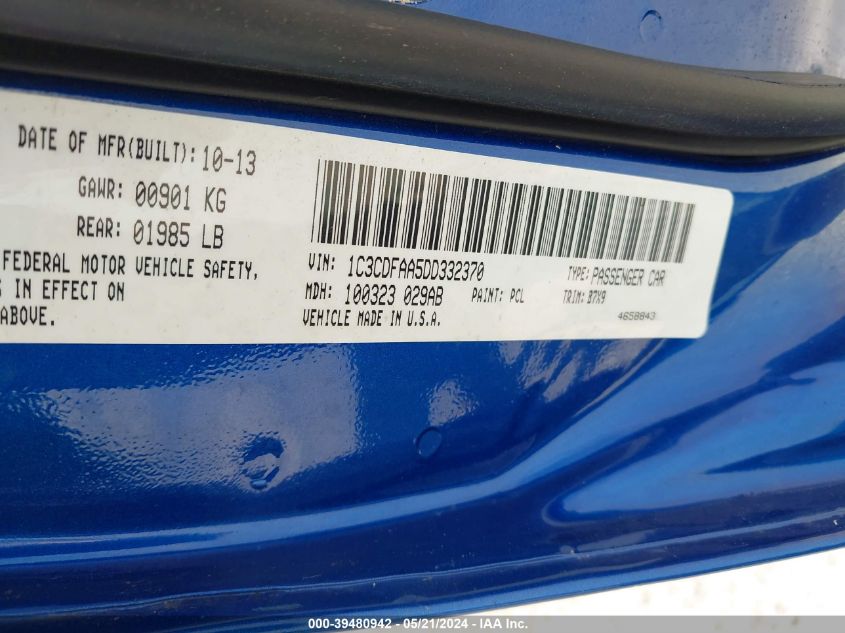 DATE OF MFR(BUILT): 10-13
GAWR: 00901 KG
REAR: 01985 LB
FEDERAL MOTOR VEHICLE SAFETY,
IN EFFECT ON
ABOVE.
VIN: 1C3CDFAA5DD332370
TYPE: PASSENGER CAR
MDH: 100323 029AB
PAINT: PCL
TRIM: B7X9
VEHICLE MADE IN U.S.A.
4658843
000-39480942 - 05/21/2024 - IAA Inc.